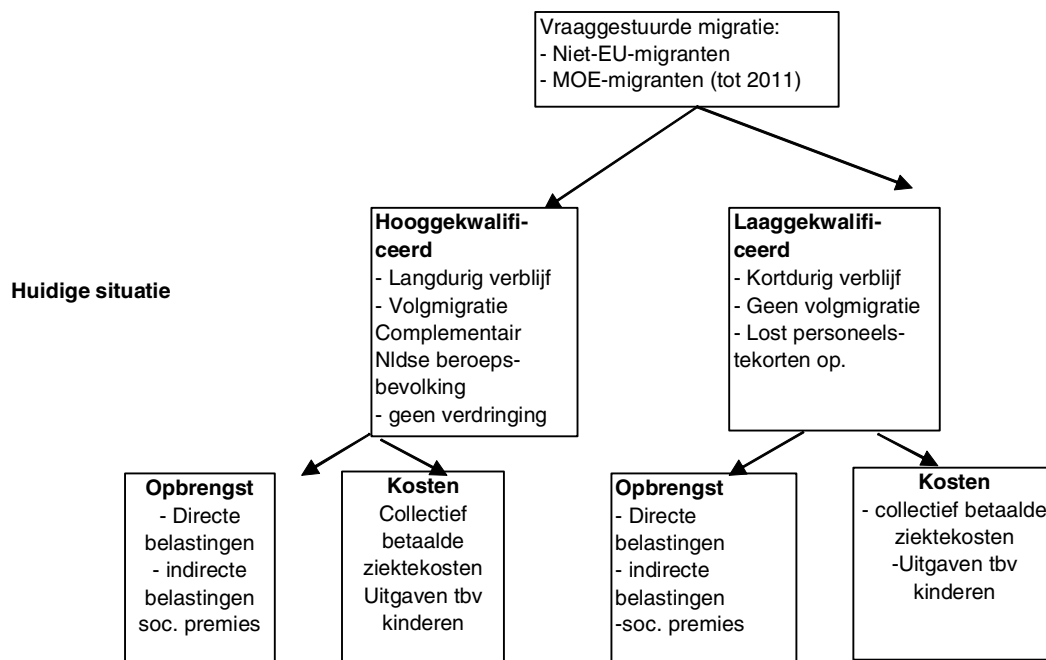 Vraaggestuurde migratie:
- Niet-EU-migranten
- MOE-migranten (tot 2011)
Huidige situatie
Hooggekwalifi-
ceerd
- Langdurig verblijf
- Volgmigratie
Complementair
Nldse beroeps-
bevolking
- geen verdringing
Laaggekwalifi-
ceerd
- Kortdurig verblijf
- Geen volgmigratie
- Lost personeels-
tekorten op.
Opbrengst
- Directe
belastingen
- indirecte
belastingen
soc. premies
Kosten
Collectief
betaalde
ziektekosten
Uitgaven tbv
kinderen
Opbrengst
- Directe
belastingen
- indirecte
belastingen
-soc. premies
Kosten
- collectief betaalde
ziektekosten
-Uitgaven tbv
kinderen